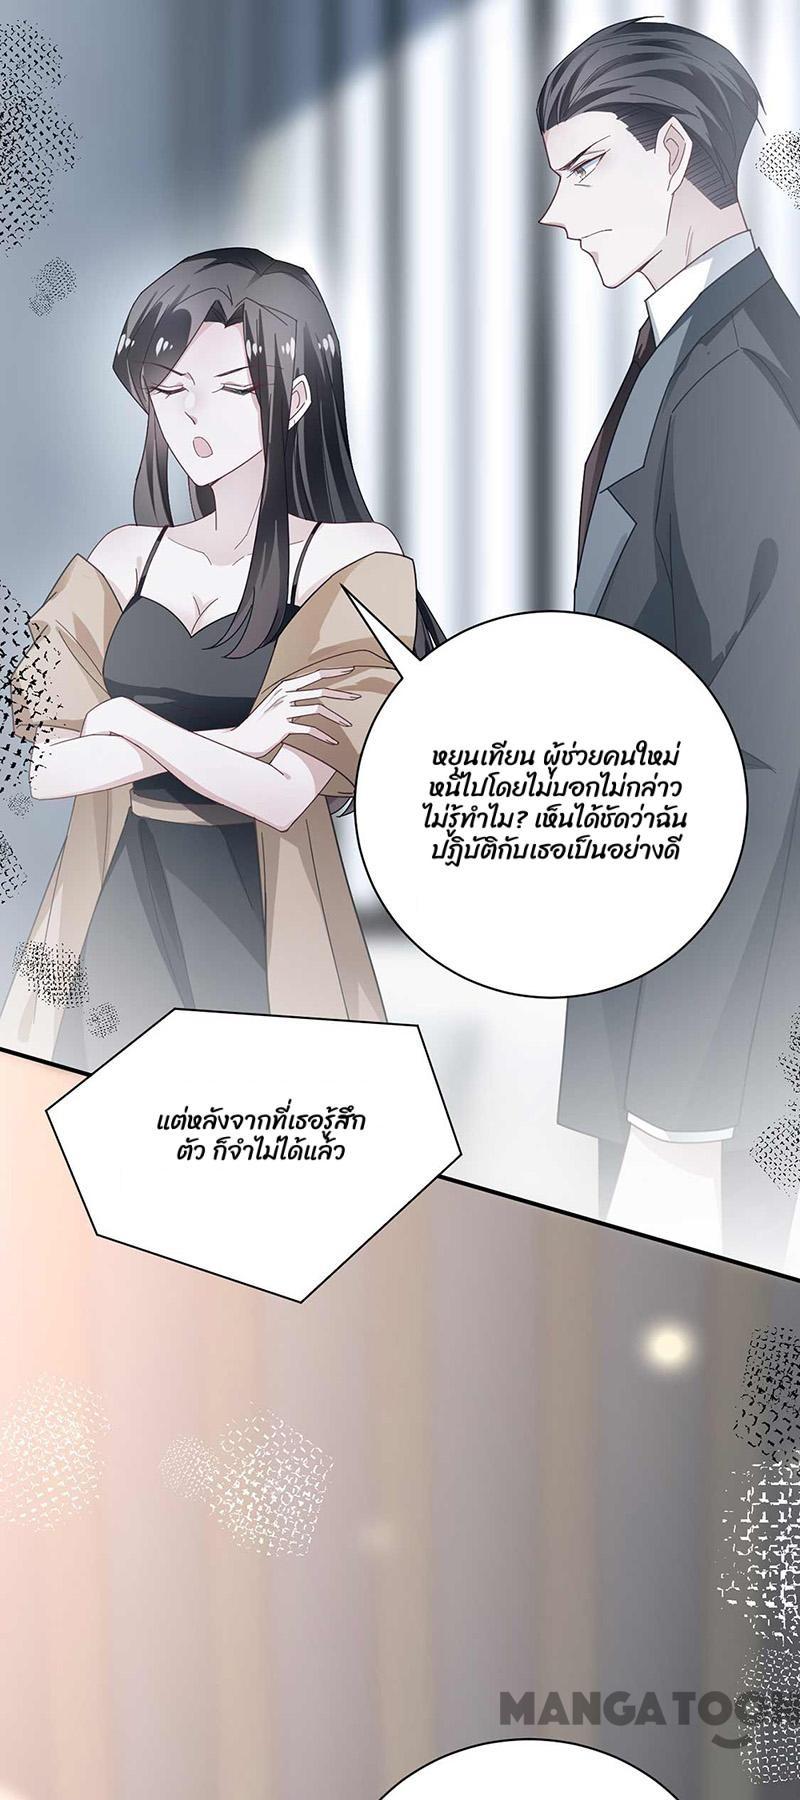 หยุนเทียน ผู้ช่วยคนใหม่
หนีไปโดยไม่บอกไม่กล่าว
ไม่รู้ทำไม? เห็นได้ชัดว่าฉัน
ปฏิบัติกับเธอเป็นอย่างดี
แต่หลังจากที่เธอรู้สึก
ตัว ก็จำไม่ได้แล้ว
MANGATOON